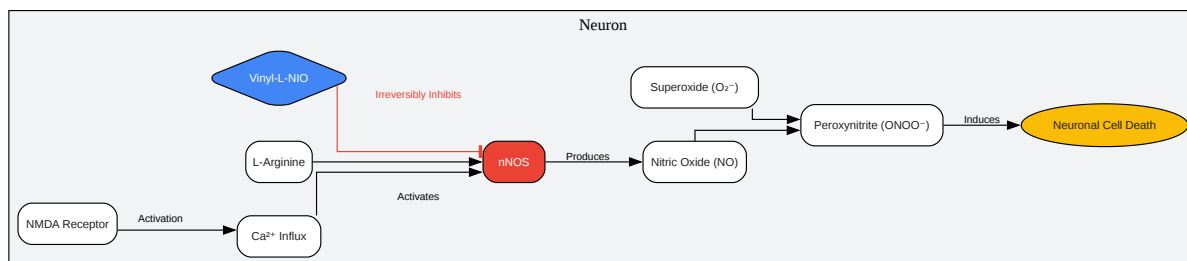 Neuron
Vinyl-L-NIO
Irreversibly Inhibits
Superoxide (O₂⁻)
Peroxynitrite (ONOO⁻)
Induces
Neuronal Cell Death
L-Arginine
nNOS
Produces
Nitric Oxide (NO)
Activates
NMDA Receptor
Activation
Ca²⁺ Influx